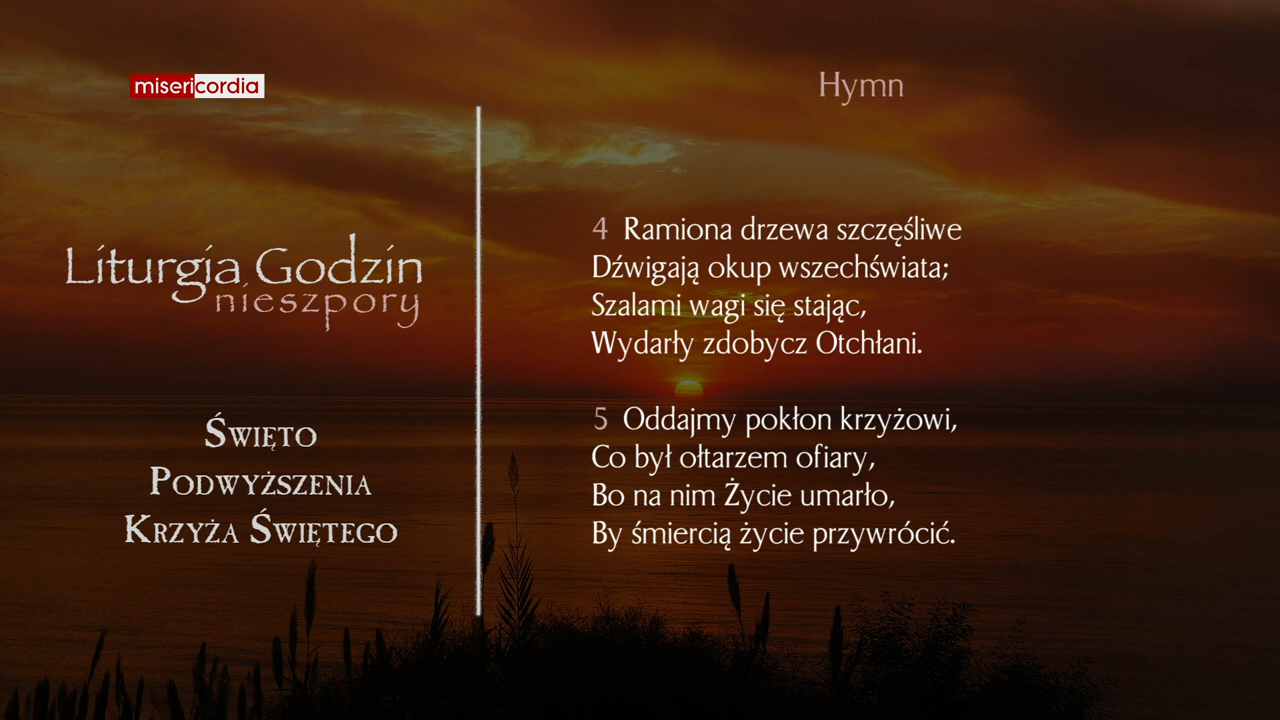 misericordia
Liturgia Godzin
nieszpory
Święto
Podwyższenia
Krzyża Świętego
Hymn
4 Ramiona drzewa szczęśliwe
Dźwigają okup wszechświata;
Szalami wagi się stając,
Wydarły zdobycz Otchłani.
5 Oddajmy pokłon krzyżowi,
Co był ołtarzem ofiary,
Bo na nim Życie umarło,
By śmiercią życie przywrócić.